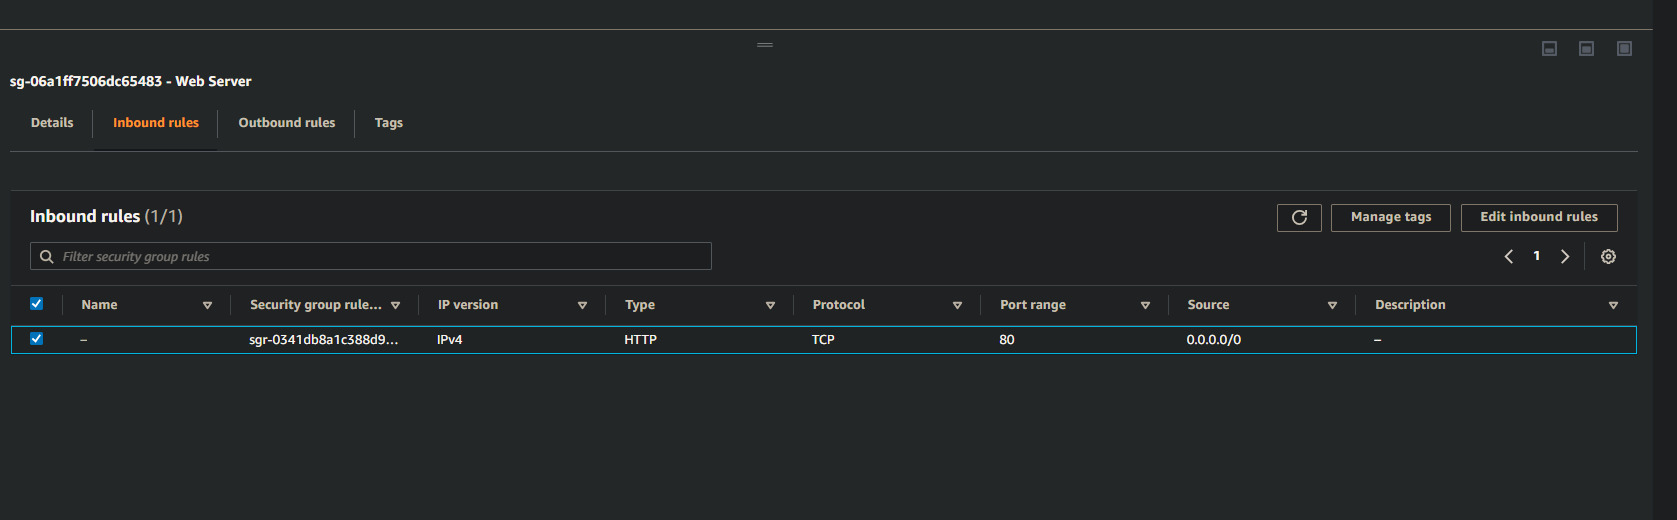 sg-06a1ff7506dc65483 - Web Server
Details Inbound rules Outbound rules Tags
Inbound rules (1/1) Manage tags Edit inbound rules
Filter security group rules 1
Name Security group rule... IP version Type Protocol Port range Source Description
– sgr-0341db8a1c388d9... IPv4 HTTP TCP 80 0.0.0.0/0 –